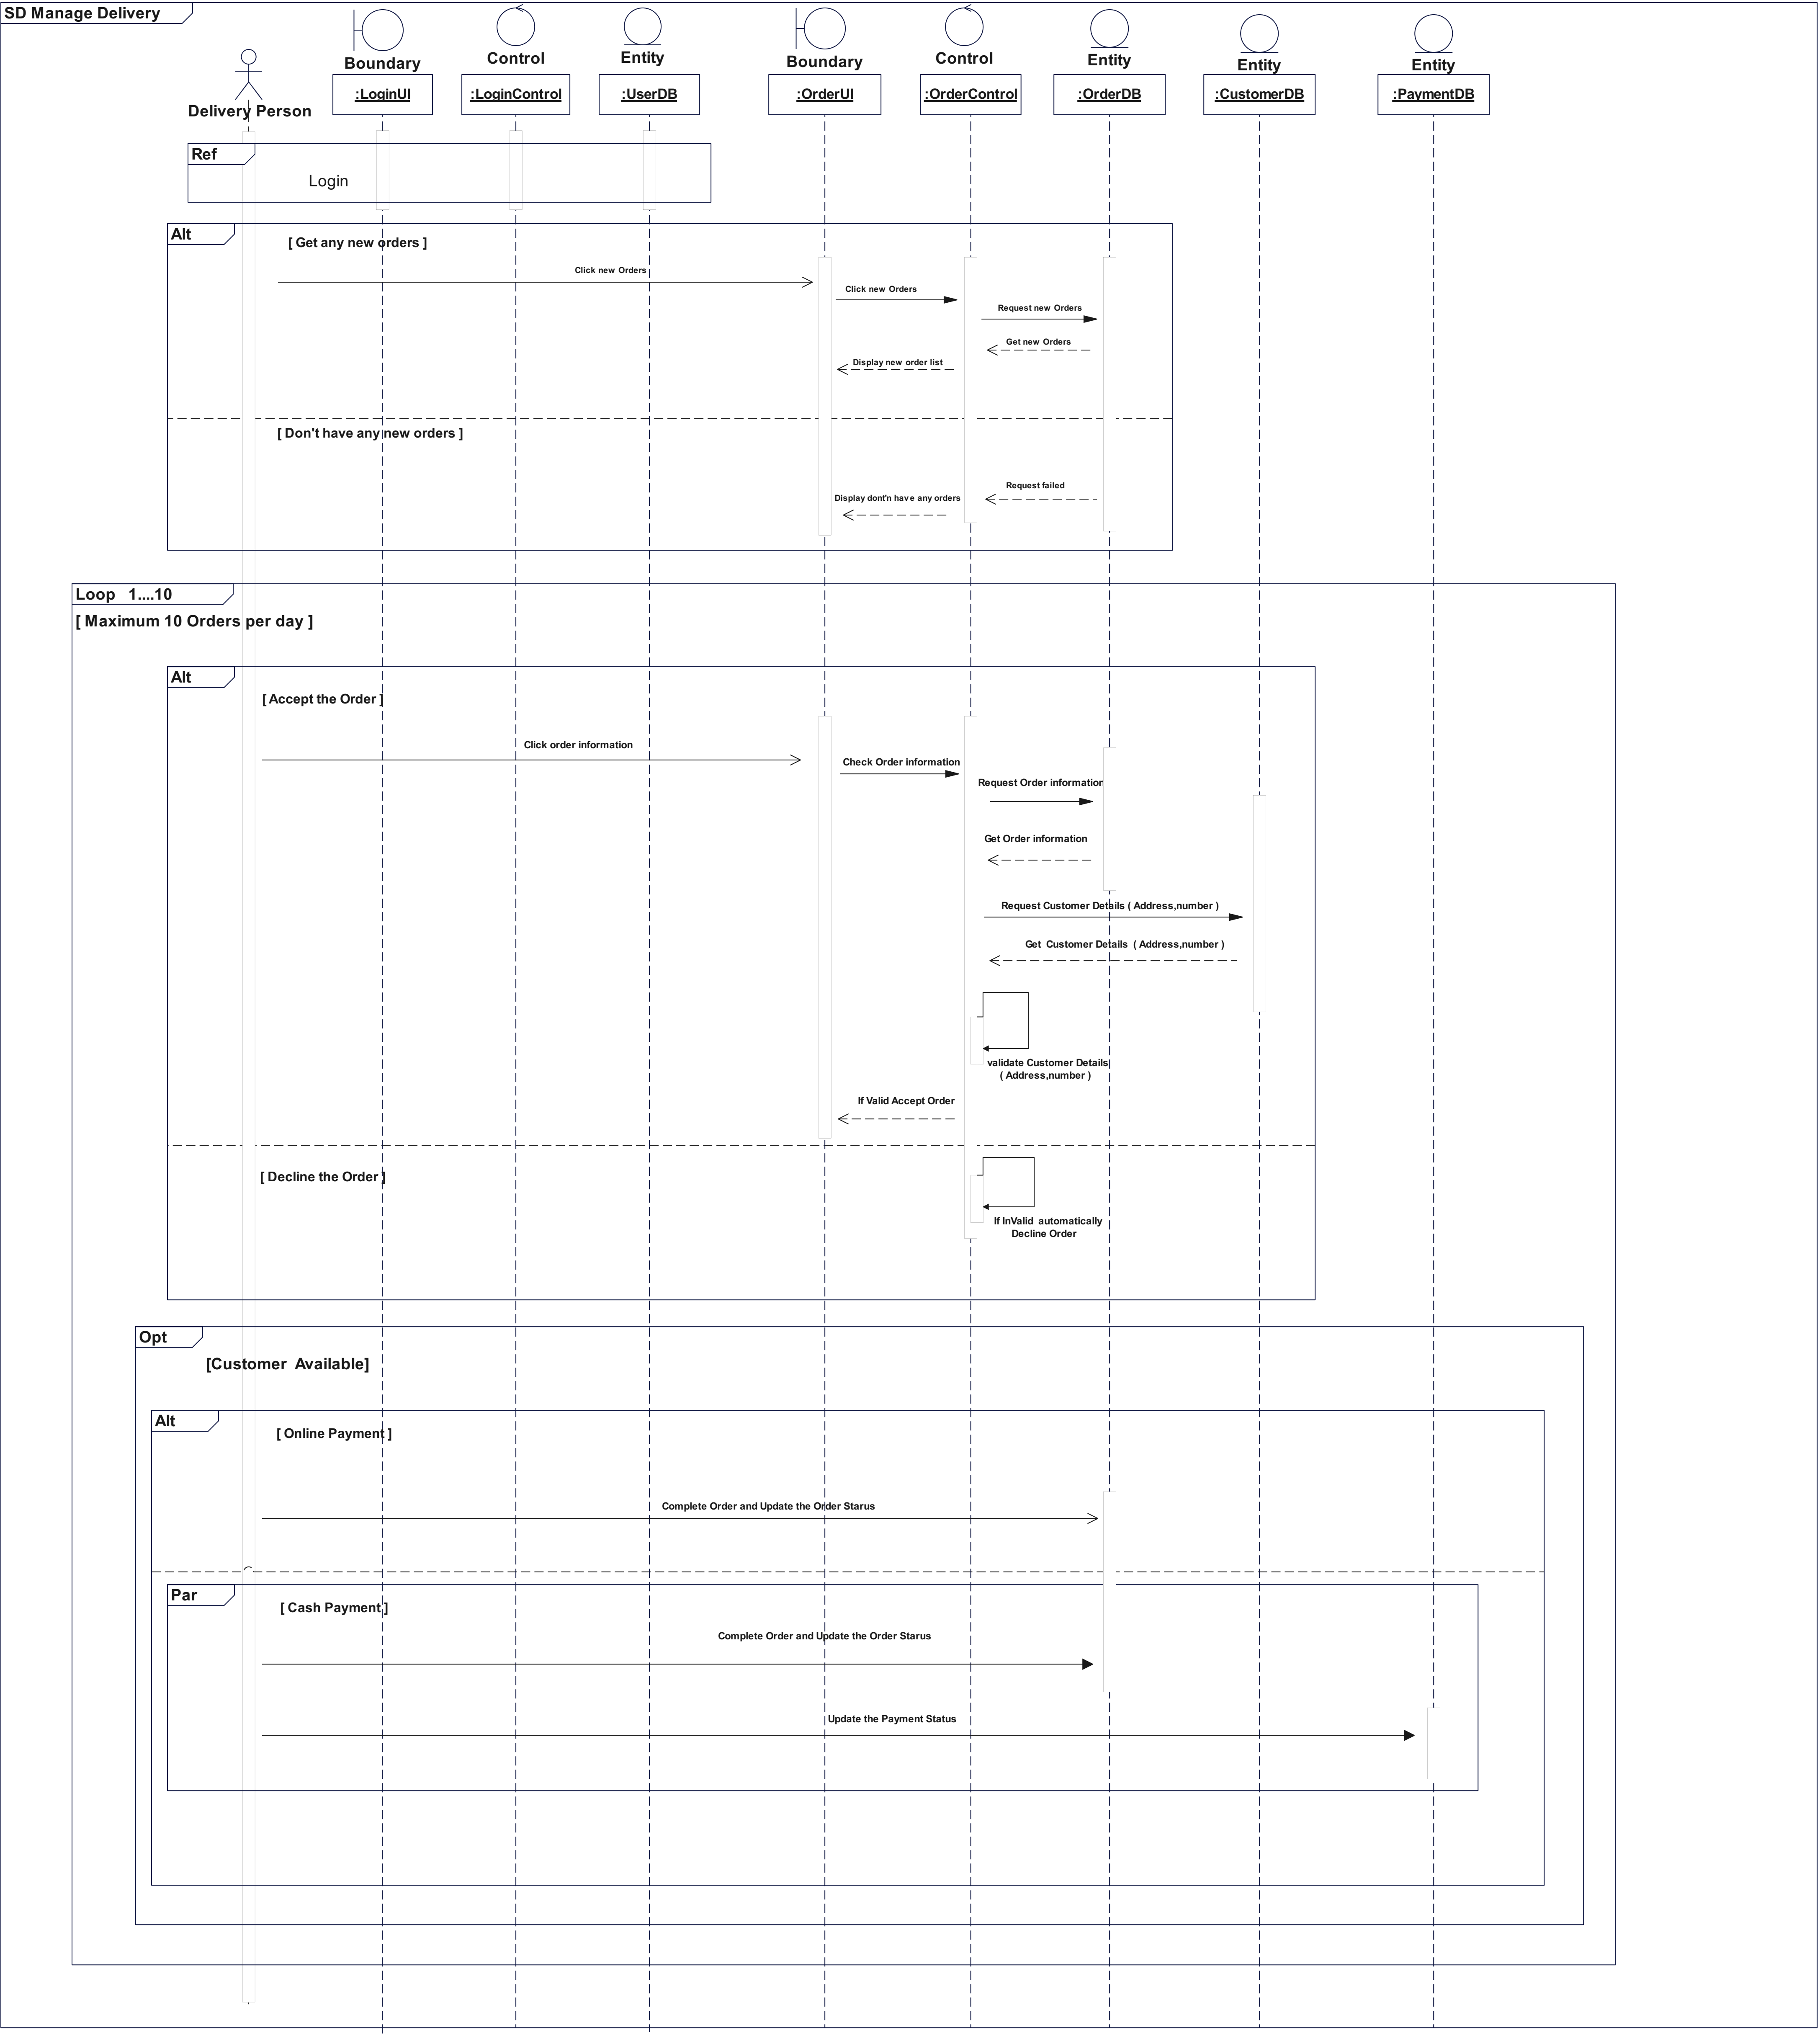 SD Manage Delivery
Boundary
Control
Entity
Boundary
Control
Entity
Entity
Entity
:LoginUI
:LoginControl
:UserDB
:OrderUI
:OrderControl
:OrderDB
:CustomerDB
:PaymentDB
Delivery Person
Ref
Login
Alt
[ Get any new orders ]
Click new Orders
Click new Orders
Request new Orders
Get new Orders
Display new order list
[ Don't have any new orders ]
Request failed
Display dont'n have any orders
Loop 1....10
[ Maximum 10 Orders per day ]
Alt
[ Accept the Order ]
Click order information
Check Order information
Request Order information
Get Order information
Request Customer Details ( Address,number )
Get Customer Details ( Address,number )
validate Customer Details
( Address,number )
If Valid Accept Order
[ Decline the Order ]
If InValid automatically
Decline Order
Opt
[Customer Available]
Alt
[ Online Payment ]
Complete Order and Update the Order Starus
Par
[ Cash Payment ]
Complete Order and Update the Order Starus
Update the Payment Status